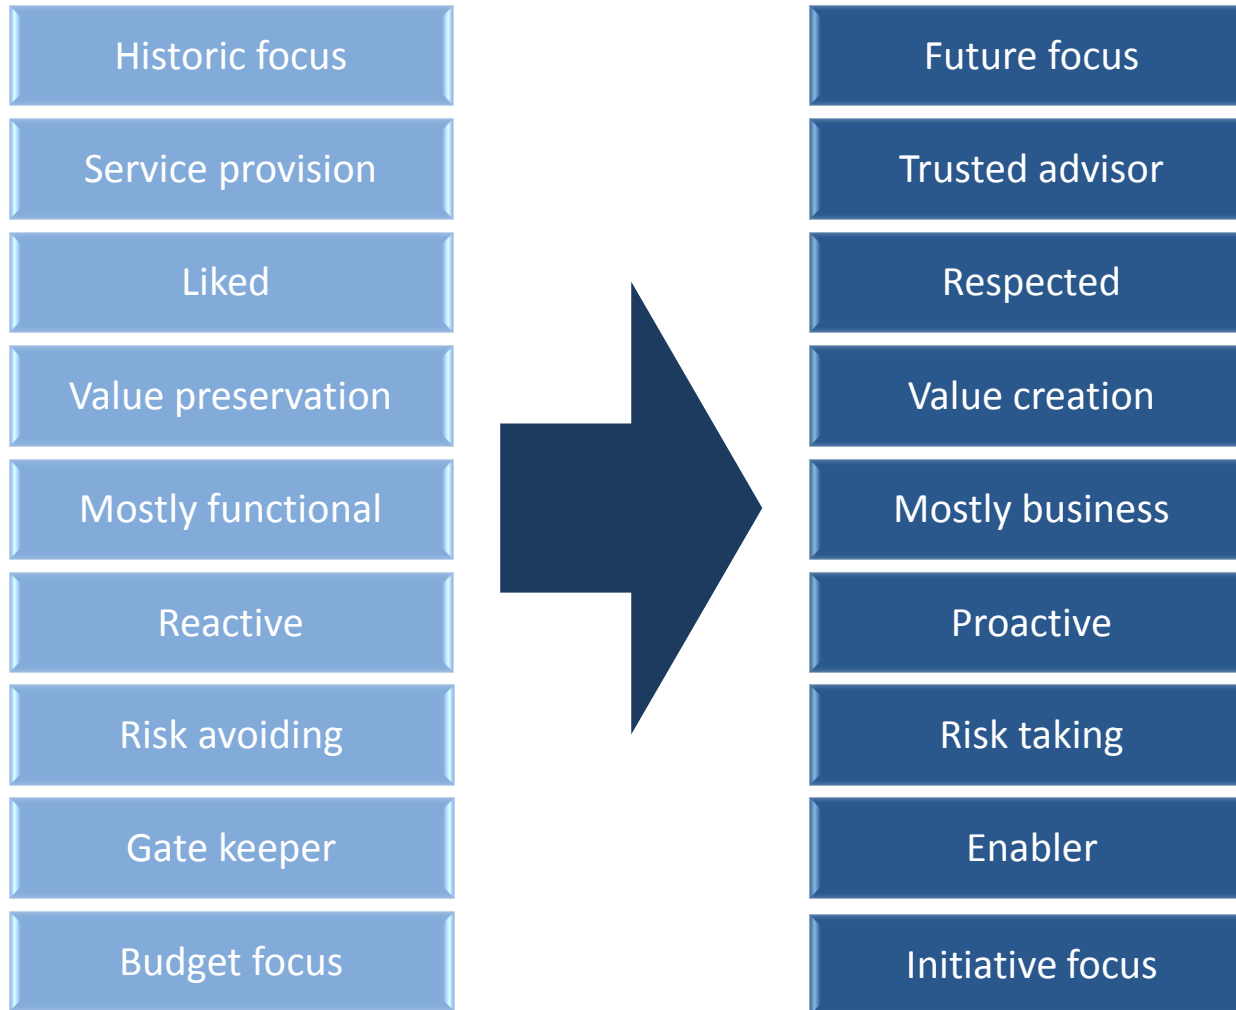 Historic focus
Future focus
Service provision
Trusted advisor
Liked
Respected
Value preservation
Value creation
Mostly functional
Mostly business
Reactive
Proactive
Risk avoiding
Risk taking
Gate keeper
Enabler
Budget focus
Initiative focus